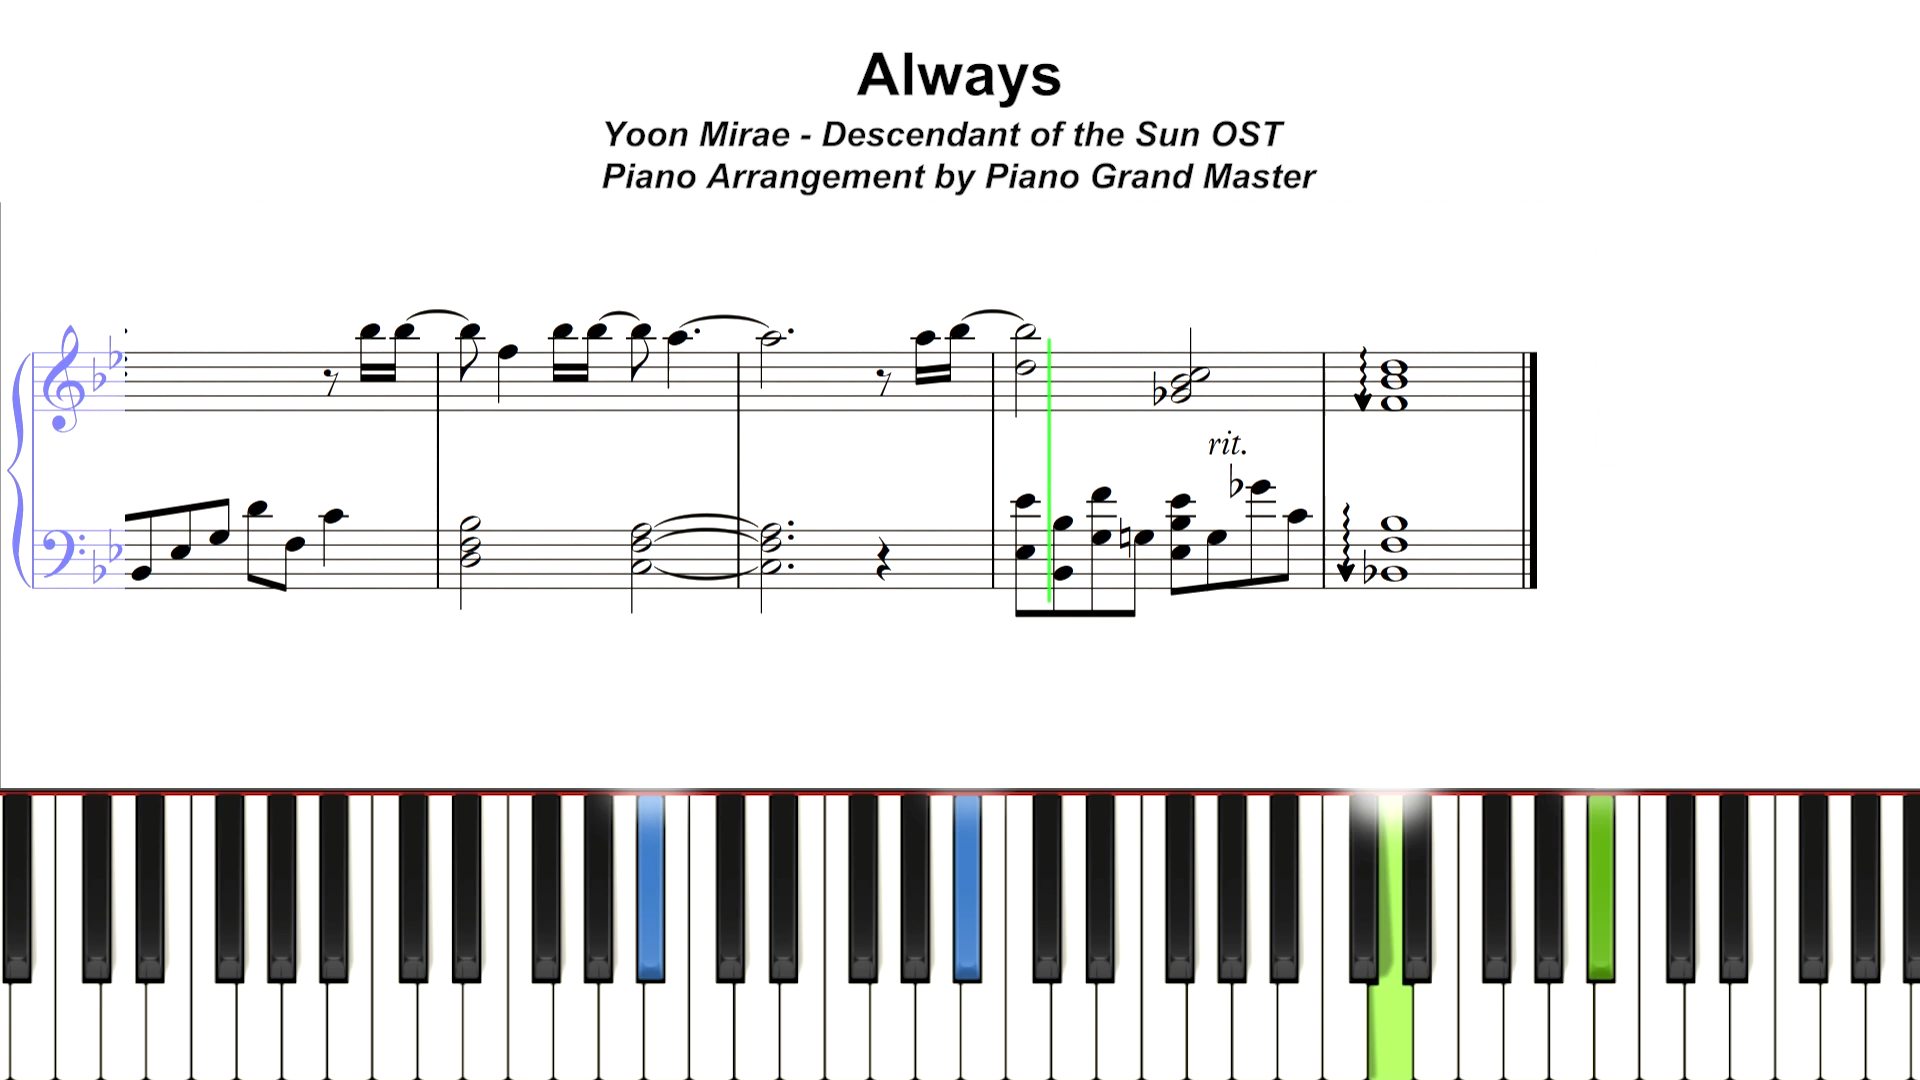 Always
Yoon Mirae - Descendant of the Sun OST
Piano Arrangement by Piano Grand Master
rit.